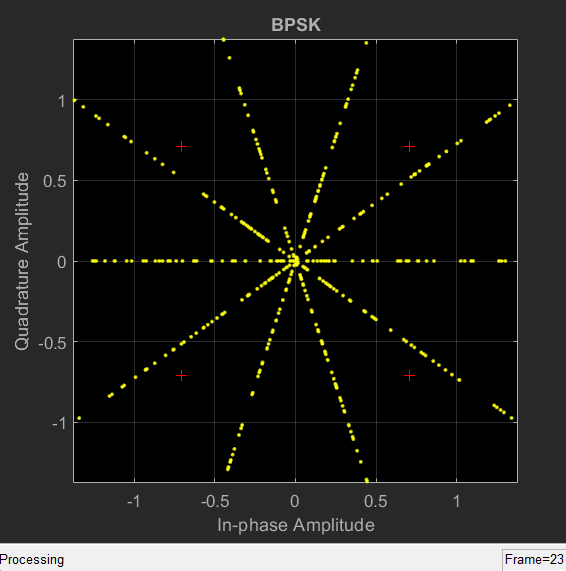 BPSK
Quadrature Amplitude
1
0.5
0
-0.5
-1
-1
-0.5
0
0.5
1
In-phase Amplitude
Processing
Frame=23